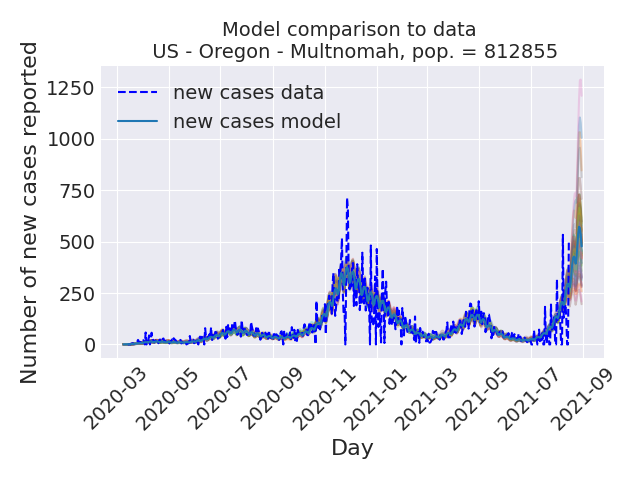 Model comparison to data
US - Oregon - Multnomah, pop. = 812855
Number of new cases reported
1250
1000
750
500
250
0
new cases data
new cases model
2020-03
2020-05
2020-07
2020-09
2020-11
2021-01
2021-03
2021-05
2021-07
2021-09
Day